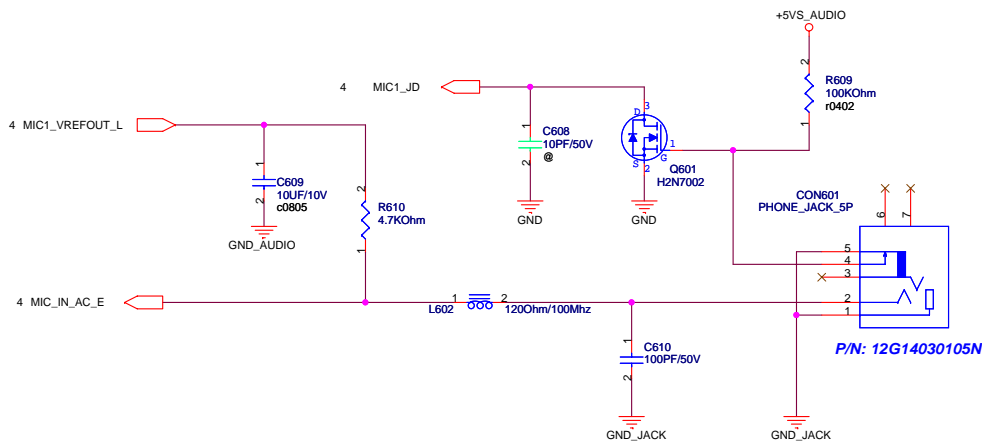 +5VS_AUDIO
2
R609
100KOhm
r0402
1
4 MIC1_JD
3
D
1
G
S
2
Q601
H2N7002
GND
1
C608
10PF/50V
@
2
GND
4 MIC1_VREFOUT_L
1
C609
10UF/10V
c0805
2
GND_AUDIO
2
R610
4.7KOhm
1
CON601
PHONE_JACK_5P
6
7
5
4
3
2
1
P/N: 12G14030105N
4 MIC_IN_AC_E
1
2
L602
120Ohm/100Mhz
1
C610
100PF/50V
2
GND_JACK
GND_JACK